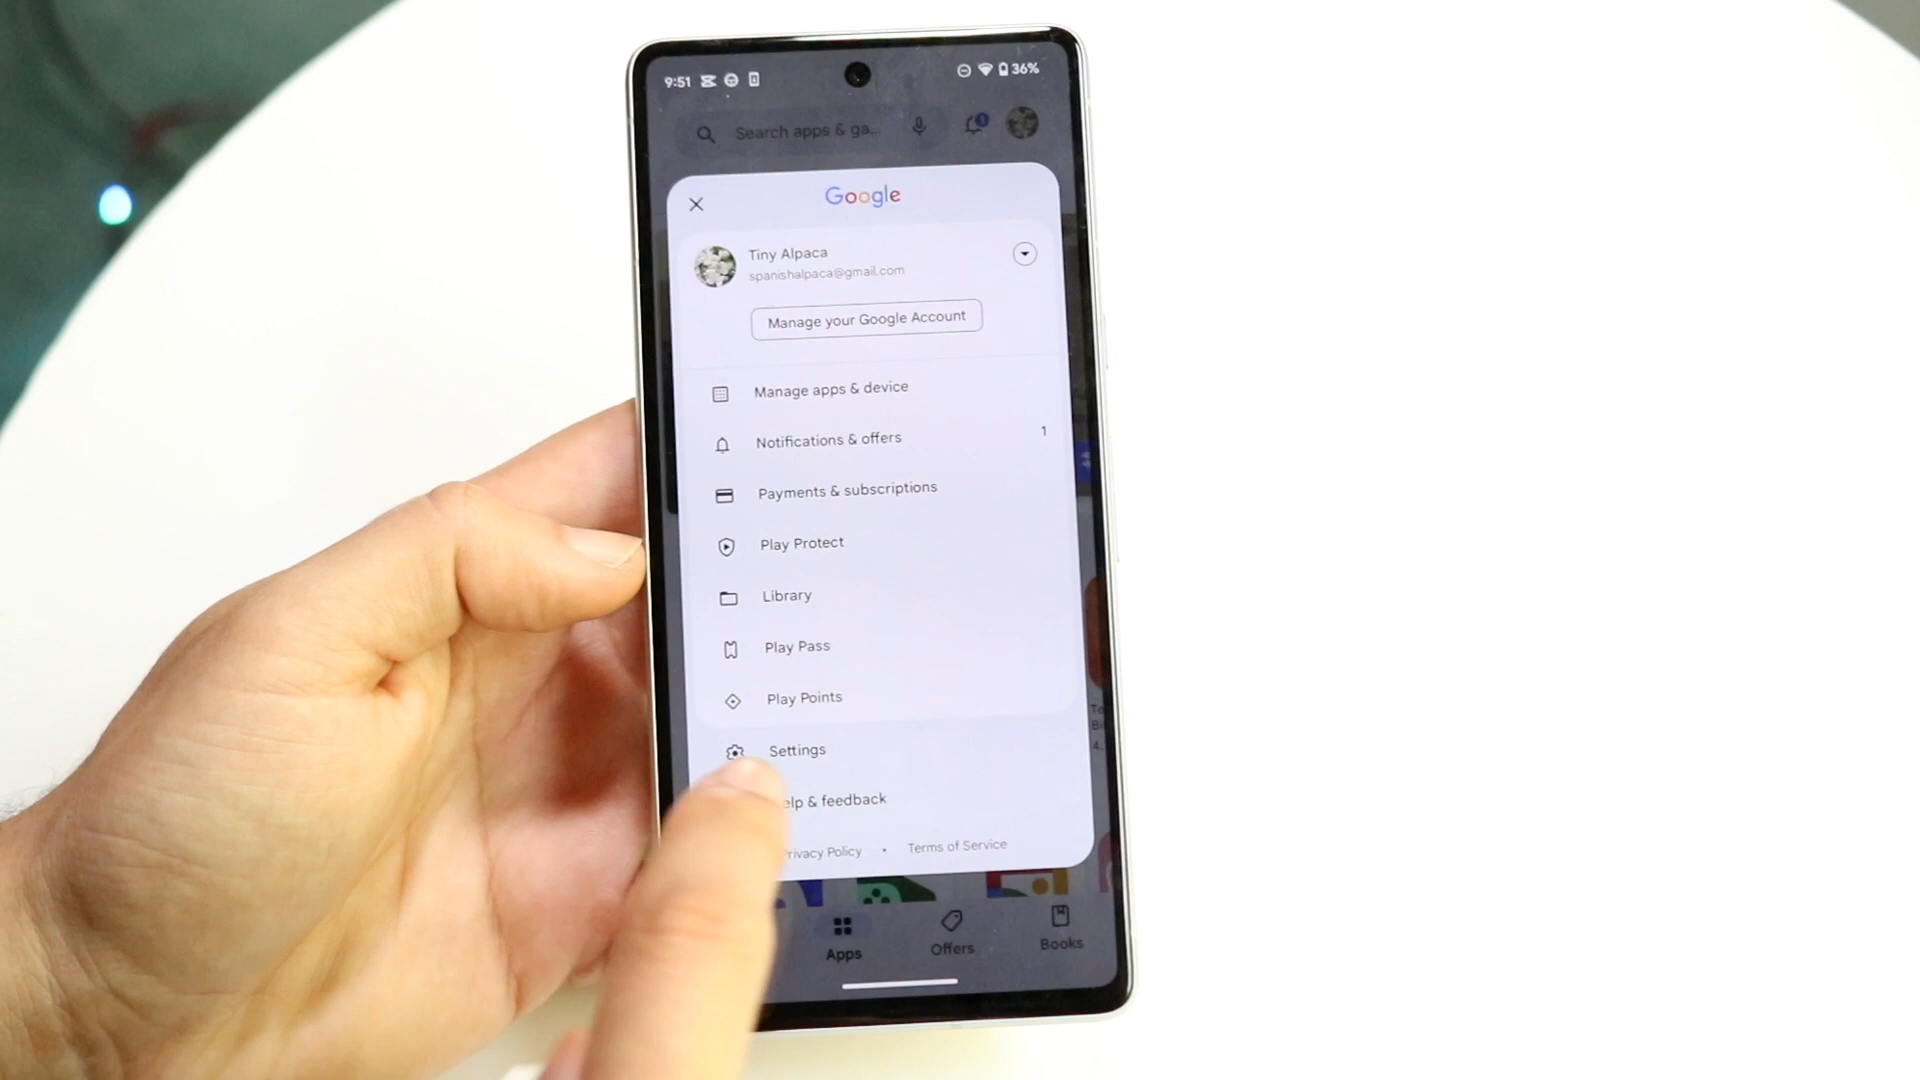 9:51 36%
Search apps & ga... 1
Google
Tiny Alpaca
spanishalpaca@gmail.com
Manage your Google Account
Manage apps & device
Notifications & offers 1
Payments & subscriptions
Play Protect
Library
Play Pass
Play Points
Settings
elp & feedback
rivacy Policy • Terms of Service
Apps Offers Books